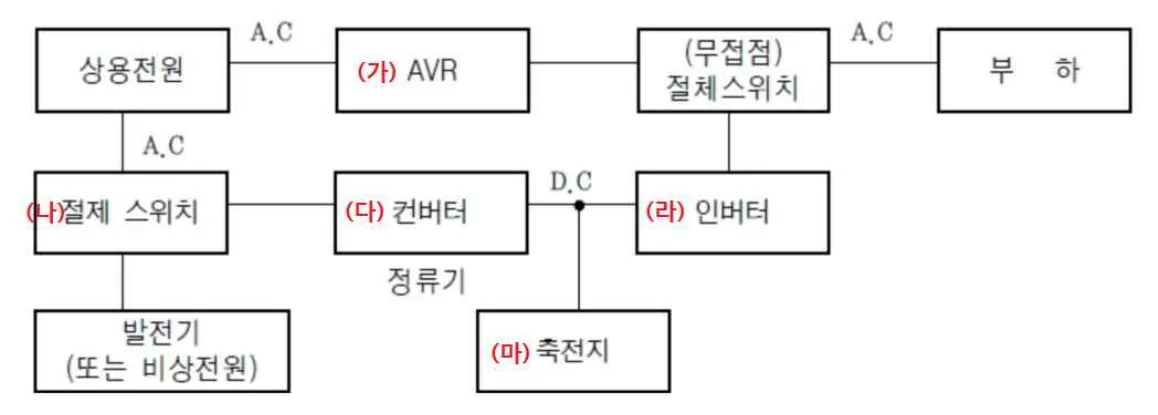 A.C
A.C
상용전원
(가) AVR
(무접점)
절체스위치
부 하
A.C
(나)절제 스위치
(다) 컨버터
D.C
(라) 인버터
정류기
발전기
(또는 비상전원)
(마) 축전지